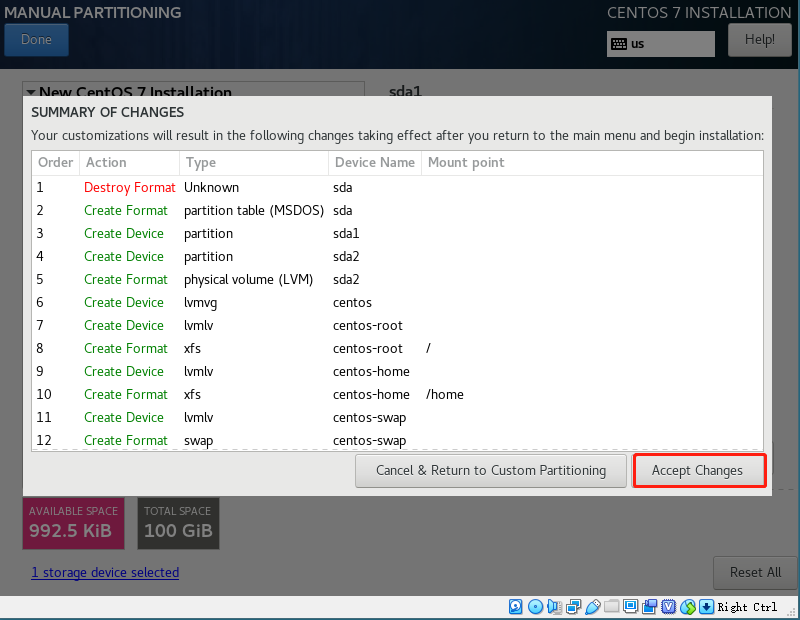 MANUAL PARTITIONING
CENTOS 7 INSTALLATION
Done
us
Help!
New CentOS 7 Installation
sda1
SUMMARY OF CHANGES
Your customizations will result in the following changes taking effect after you return to the main menu and begin installation:
Order Action Type Device Name Mount point
1 Destroy Format Unknown sda
2 Create Format partition table (MSDOS) sda
3 Create Device partition sda1
4 Create Device partition sda2
5 Create Format physical volume (LVM) sda2
6 Create Device lvmvg centos
7 Create Device lvmlv centos-root
8 Create Format xfs centos-root /
9 Create Device lvmlv centos-home
10 Create Format xfs centos-home /home
11 Create Device lvmlv centos-swap
12 Create Format swap centos-swap
Cancel & Return to Custom Partitioning
Accept Changes
AVAILABLE SPACE
992.5 KiB
TOTAL SPACE
100 GiB
1 storage device selected
Reset All
Right Ctrl